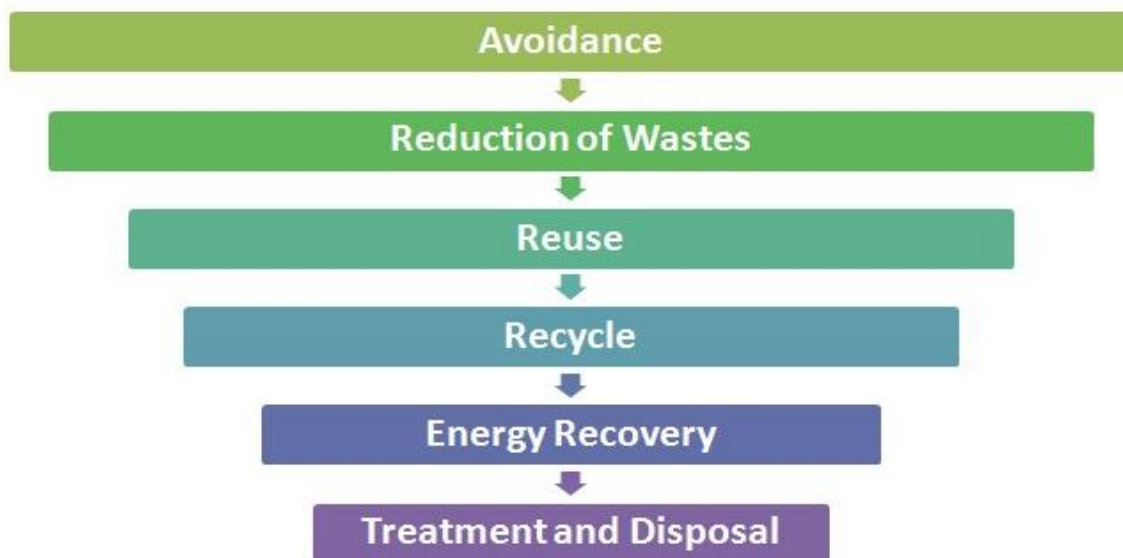 Avoidance
Reduction of Wastes
Reuse
Recycle
Energy Recovery
Treatment and Disposal